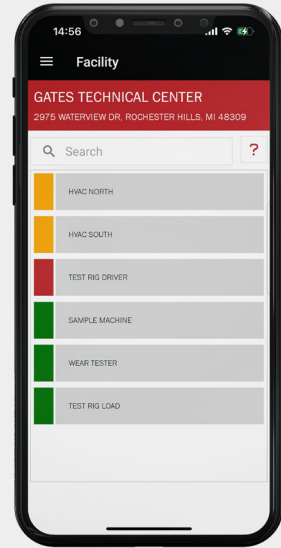 14:56
Facility
GATES TECHNICAL CENTER
2975 WATERVIEW DR, ROCHESTER HILLS, MI 48309
Search
?
HVAC NORTH
HVAC SOUTH
TEST RIG DRIVER
SAMPLE MACHINE
WEAR TESTER
TEST RIG LOAD